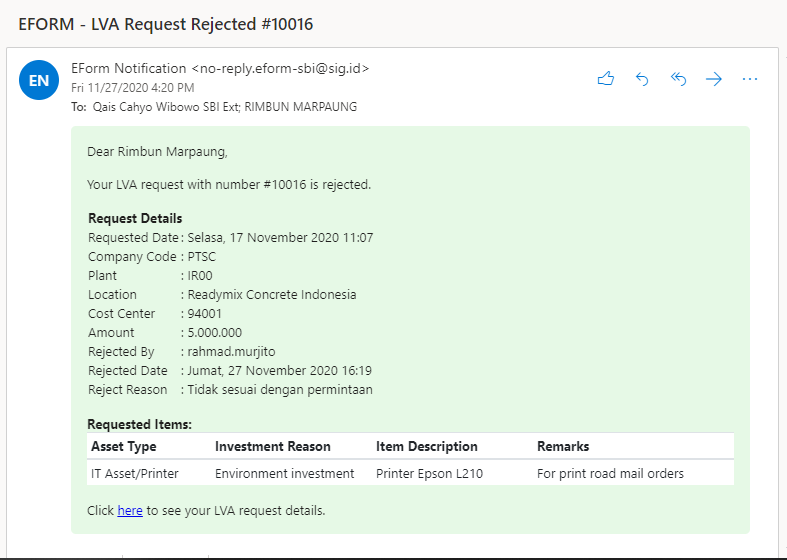 EFORM - LVA Request Rejected #10016
EN
EForm Notification <no-reply.eform-sbi@sig.id>
Fri 11/27/2020 4:20 PM
To: Qais Cahyo Wibowo SBI Ext; RIMBUN MARPAUNG
Dear Rimbun Marpaung,
Your LVA request with number #10016 is rejected.
Request Details
Requested Date : Selasa, 17 November 2020 11:07
Company Code : PTSC
Plant : IR00
Location : Readymix Concrete Indonesia
Cost Center : 94001
Amount : 5.000.000
Rejected By : rahmad.murjito
Rejected Date : Jumat, 27 November 2020 16:19
Reject Reason : Tidak sesuai dengan permintaan
Requested Items:
Asset Type Investment Reason Item Description Remarks
IT Asset/Printer Environment investment Printer Epson L210 For print road mail orders
Click here to see your LVA request details.